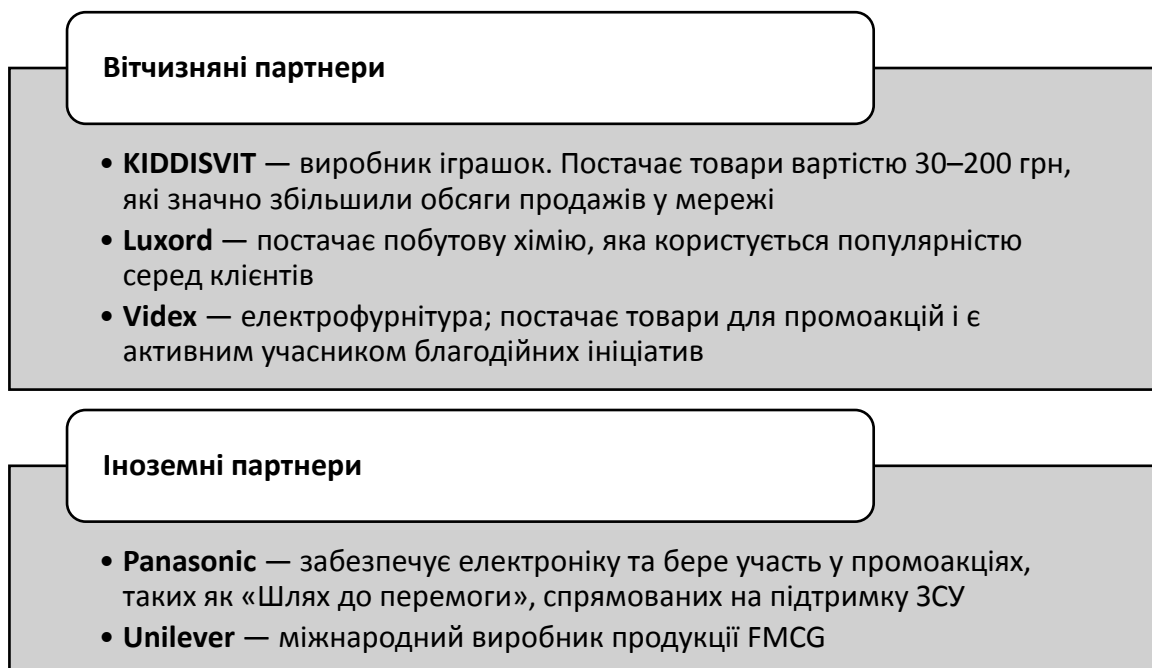 Вітчизняні партнери
• KIDDISVIT — виробник іграшок. Постачає товари вартістю 30–200 грн,
які значно збільшили обсяги продажів у мережі
• Luxord — постачає побутову хімію, яка користується популярністю
серед клієнтів
• Videx — електрофурнітура; постачає товари для промоакцій і є
активним учасником благодійних ініціатив
Іноземні партнери
• Panasonic — забезпечує електроніку та бере участь у промоакціях,
таких як «Шлях до перемоги», спрямованих на підтримку ЗСУ
• Unilever — міжнародний виробник продукції FMCG